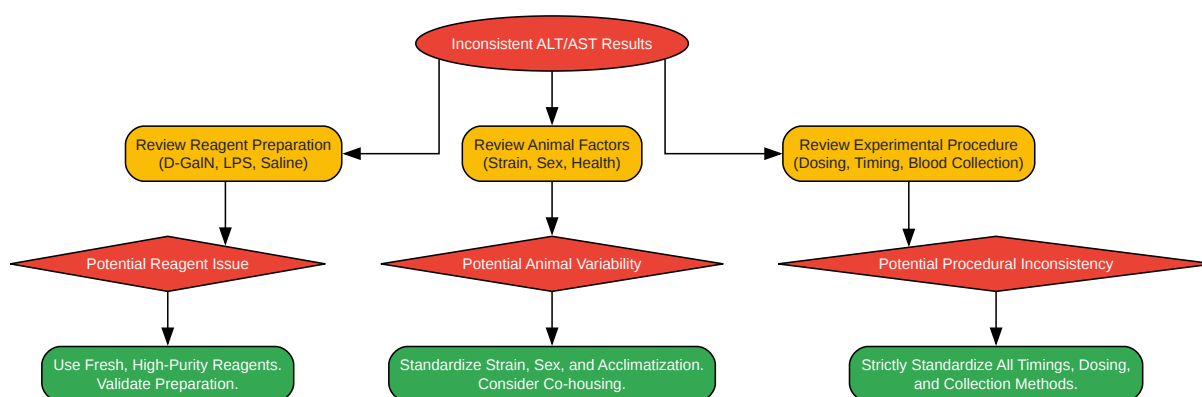 Inconsistent ALT/AST Results
Review Reagent Preparation
(D-GalN, LPS, Saline)
Review Animal Factors
(Strain, Sex, Health)
Review Experimental Procedure
(Dosing, Timing, Blood Collection)
Potential Reagent Issue
Potential Animal Variability
Potential Procedural Inconsistency
Use Fresh, High-Purity Reagents.
Validate Preparation.
Standardize Strain, Sex, and Acclimatization.
Consider Co-housing.
Strictly Standardize All Timings, Dosing,
and Collection Methods.